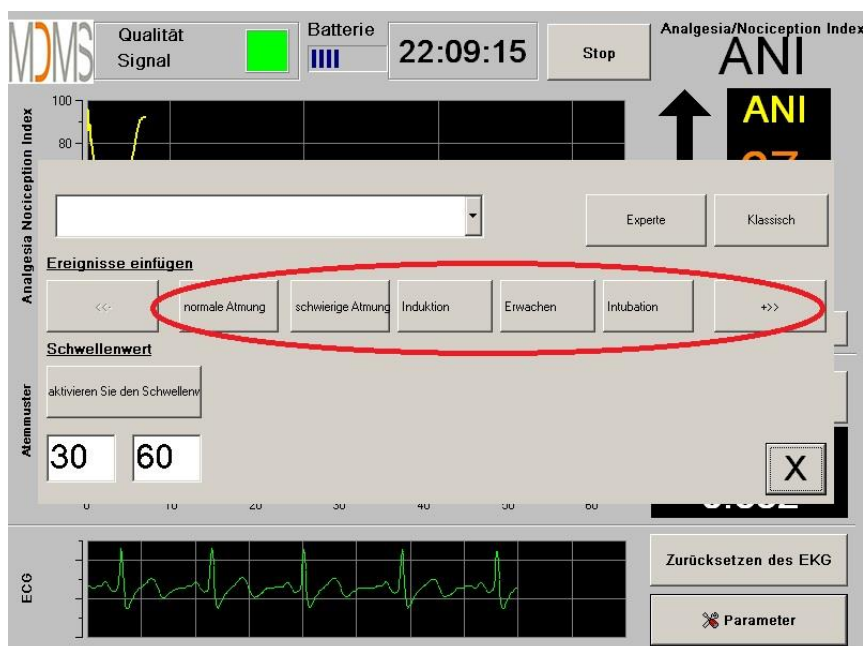 MDMS
Qualität
Signal
Batterie
22:09:15
Stop
Analgesia/Nociception Index
ANI
Analgesia Nociception Index
100
80
ANI
Experte
Klassisch
Ereignisse einfügen
<<-
normale Atmung
schwierige Atmung
Induktion
Erwachen
Intubation
+>>
Schwellenwert
aktivieren Sie den Schwellenw
30
60
X
Atemmuster
0
10
20
30
40
50
60
ECG
Zurücksetzen des EKG
Parameter